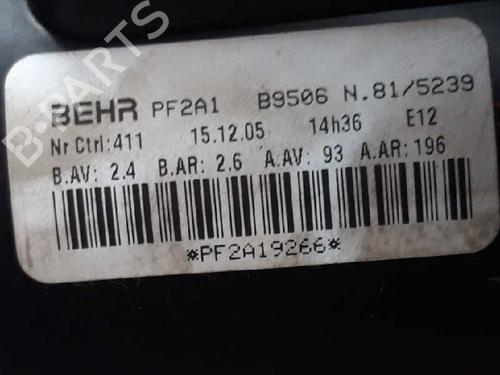 BEHR PF2A1 B9506 N.81/5239
Nr Ctrl:411 15.12.05 14h36 E12
B.AV: 2.4 B.AR: 2.6 A.AV: 93 A.AR: 196
*PF2A19266*
B-PARTS